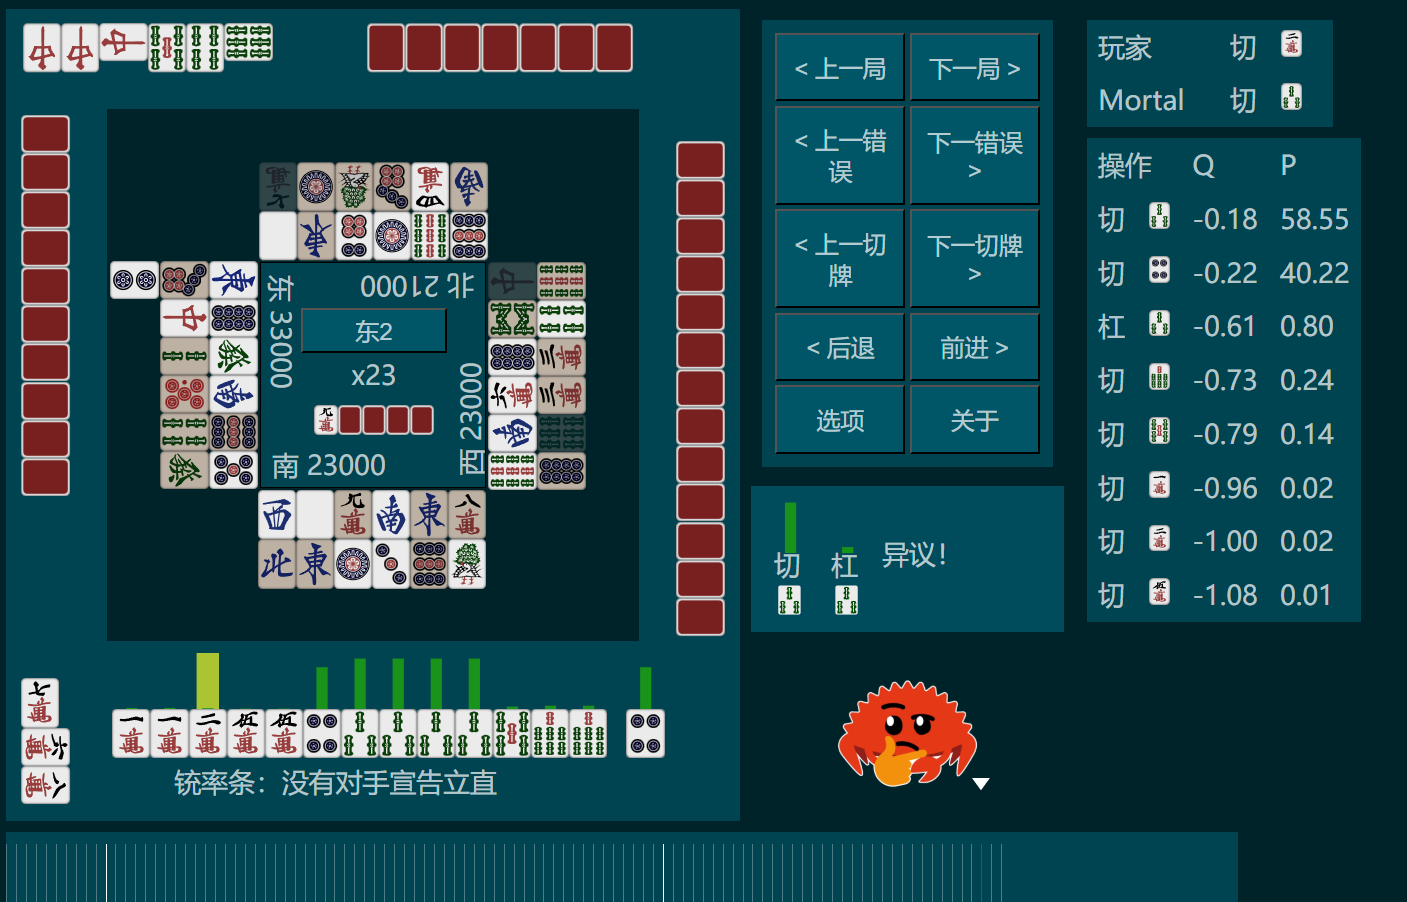 < 上一局
下一局 >
< 上一错
误
下一错误
>
< 上一切
牌
下一切牌
>
< 后退
前进 >
选项
关于
玩家 切
Mortal 切
操作 Q P
切 -0.18 58.55
切 -0.22 40.22
杠 -0.61 0.80
切 -0.73 0.24
切 -0.79 0.14
切 -0.96 0.02
切 -1.00 0.02
切 -1.08 0.01
切
杠
异议！
北 21000
东 33000
东2
x23
西 23000
南 23000
铳率条：没有对手宣告立直